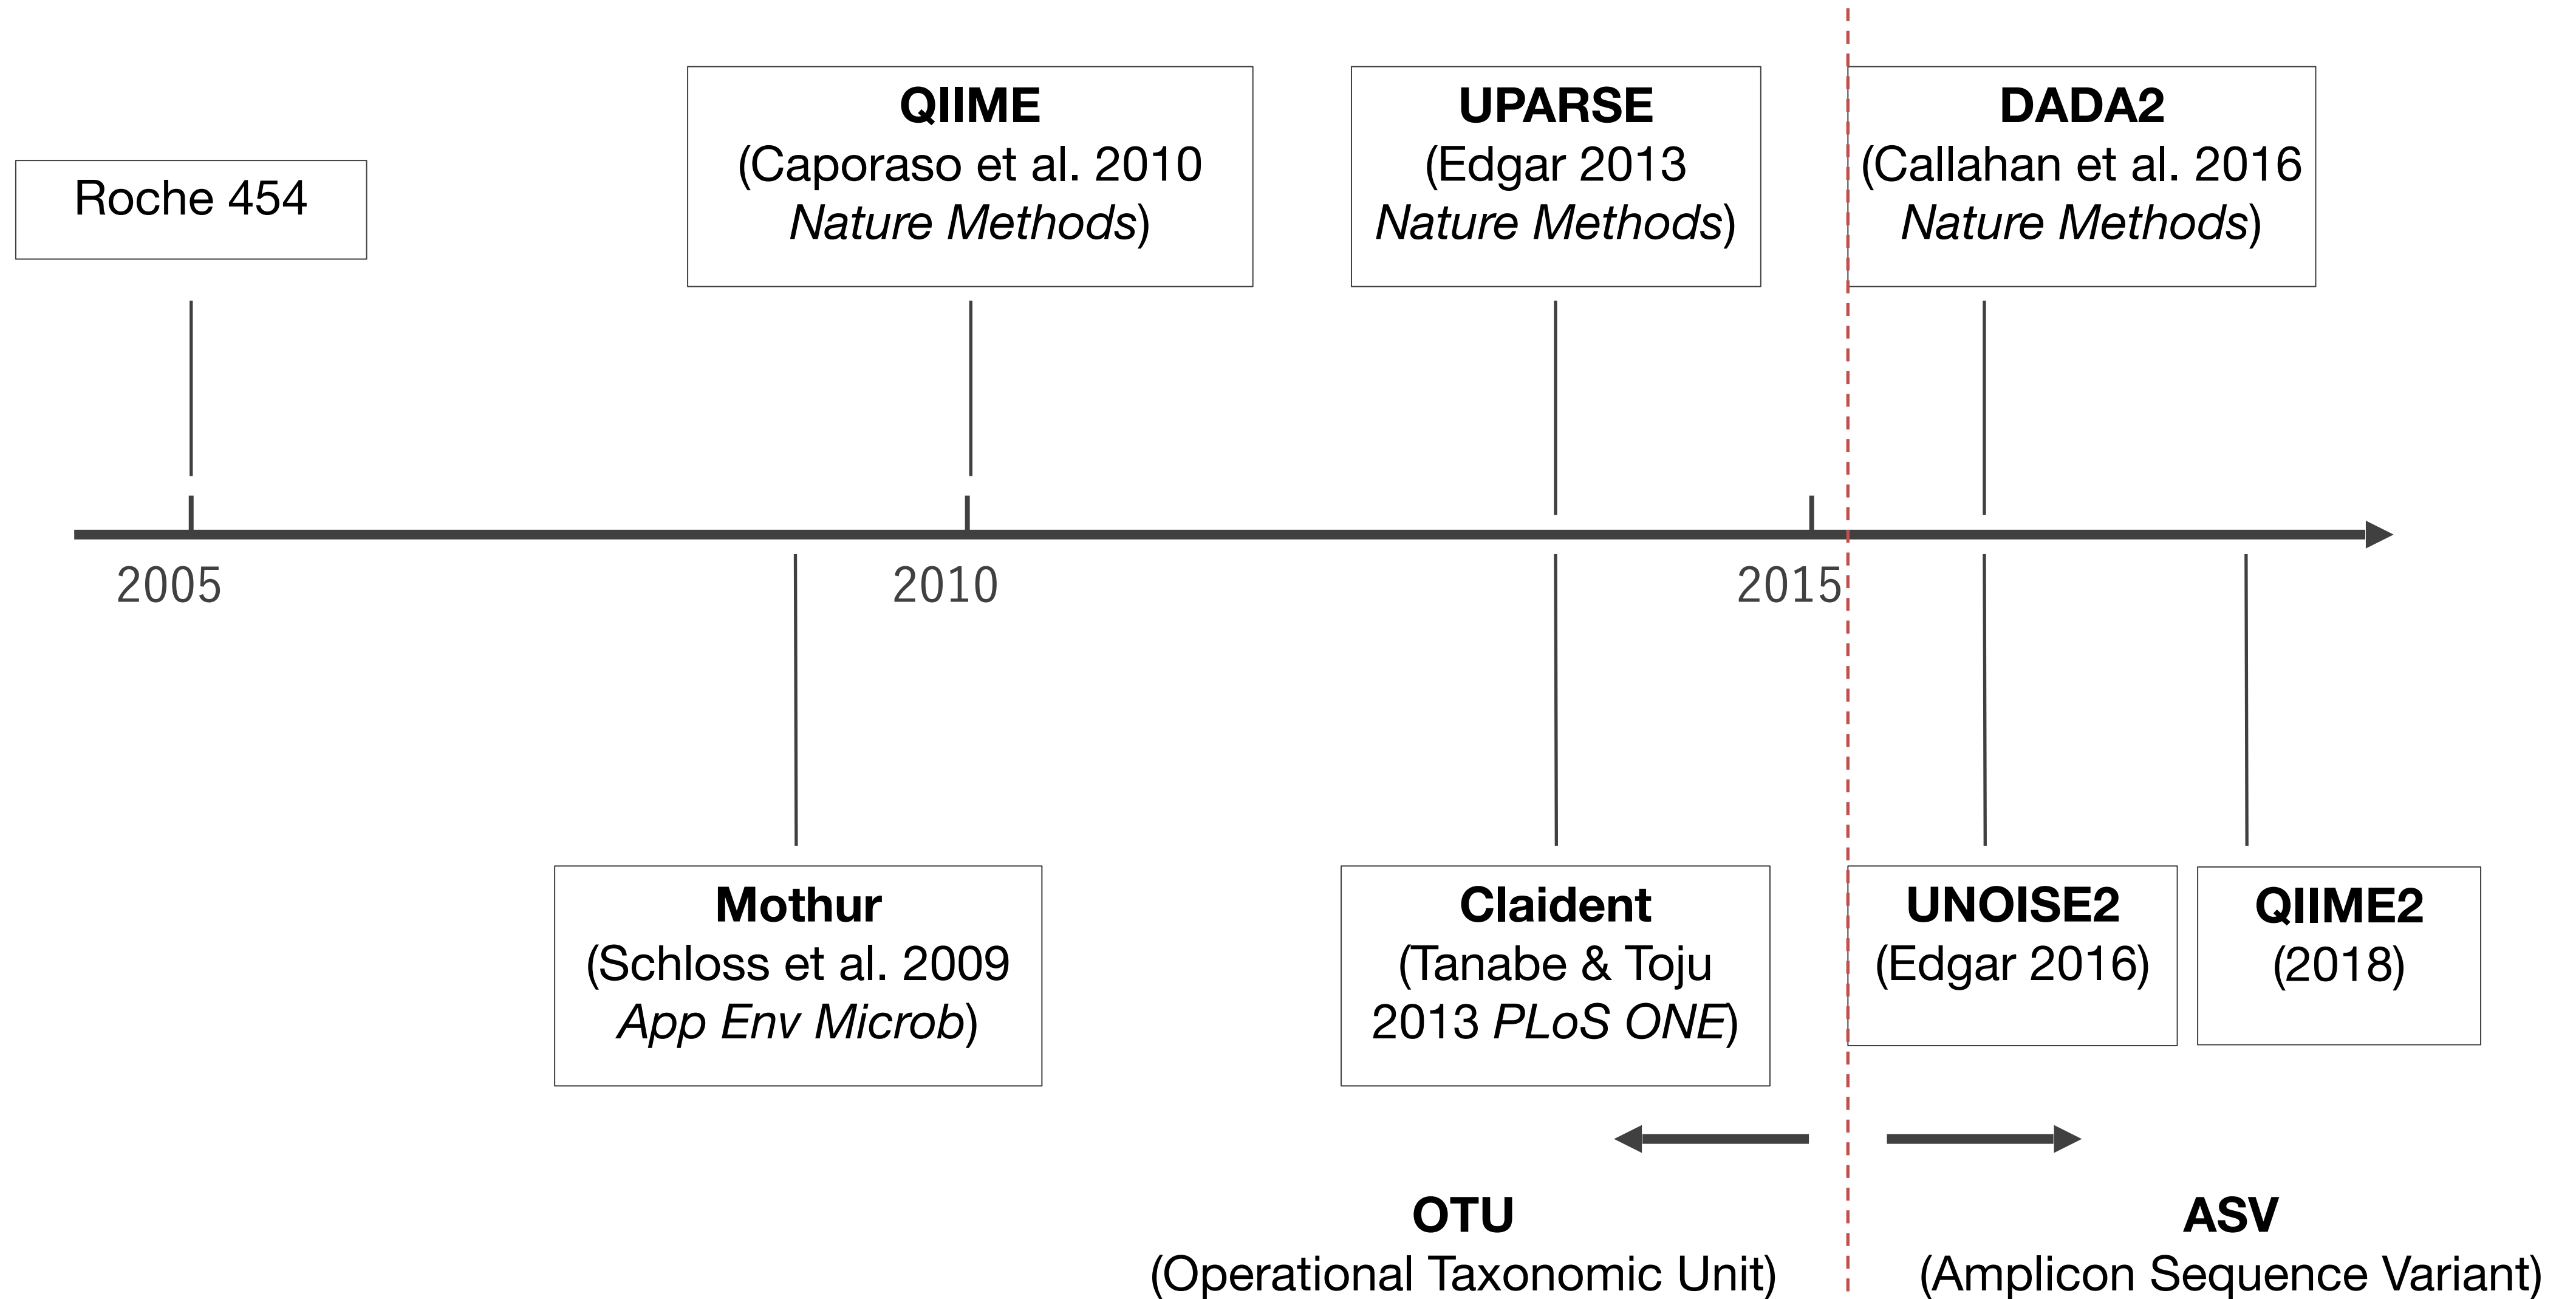 Roche 454
QIIME
(Caporaso et al. 2010
Nature Methods)
UPARSE
(Edgar 2013
Nature Methods)
DADA2
(Callahan et al. 2016
Nature Methods)
2005
2010
2015
Mothur
(Schloss et al. 2009
App Env Microb)
Claident
(Tanabe & Toju
2013 PLoS ONE)
UNOISE2
(Edgar 2016)
QIIME2
(2018)
OTU
(Operational Taxonomic Unit)
ASV
(Amplicon Sequence Variant)